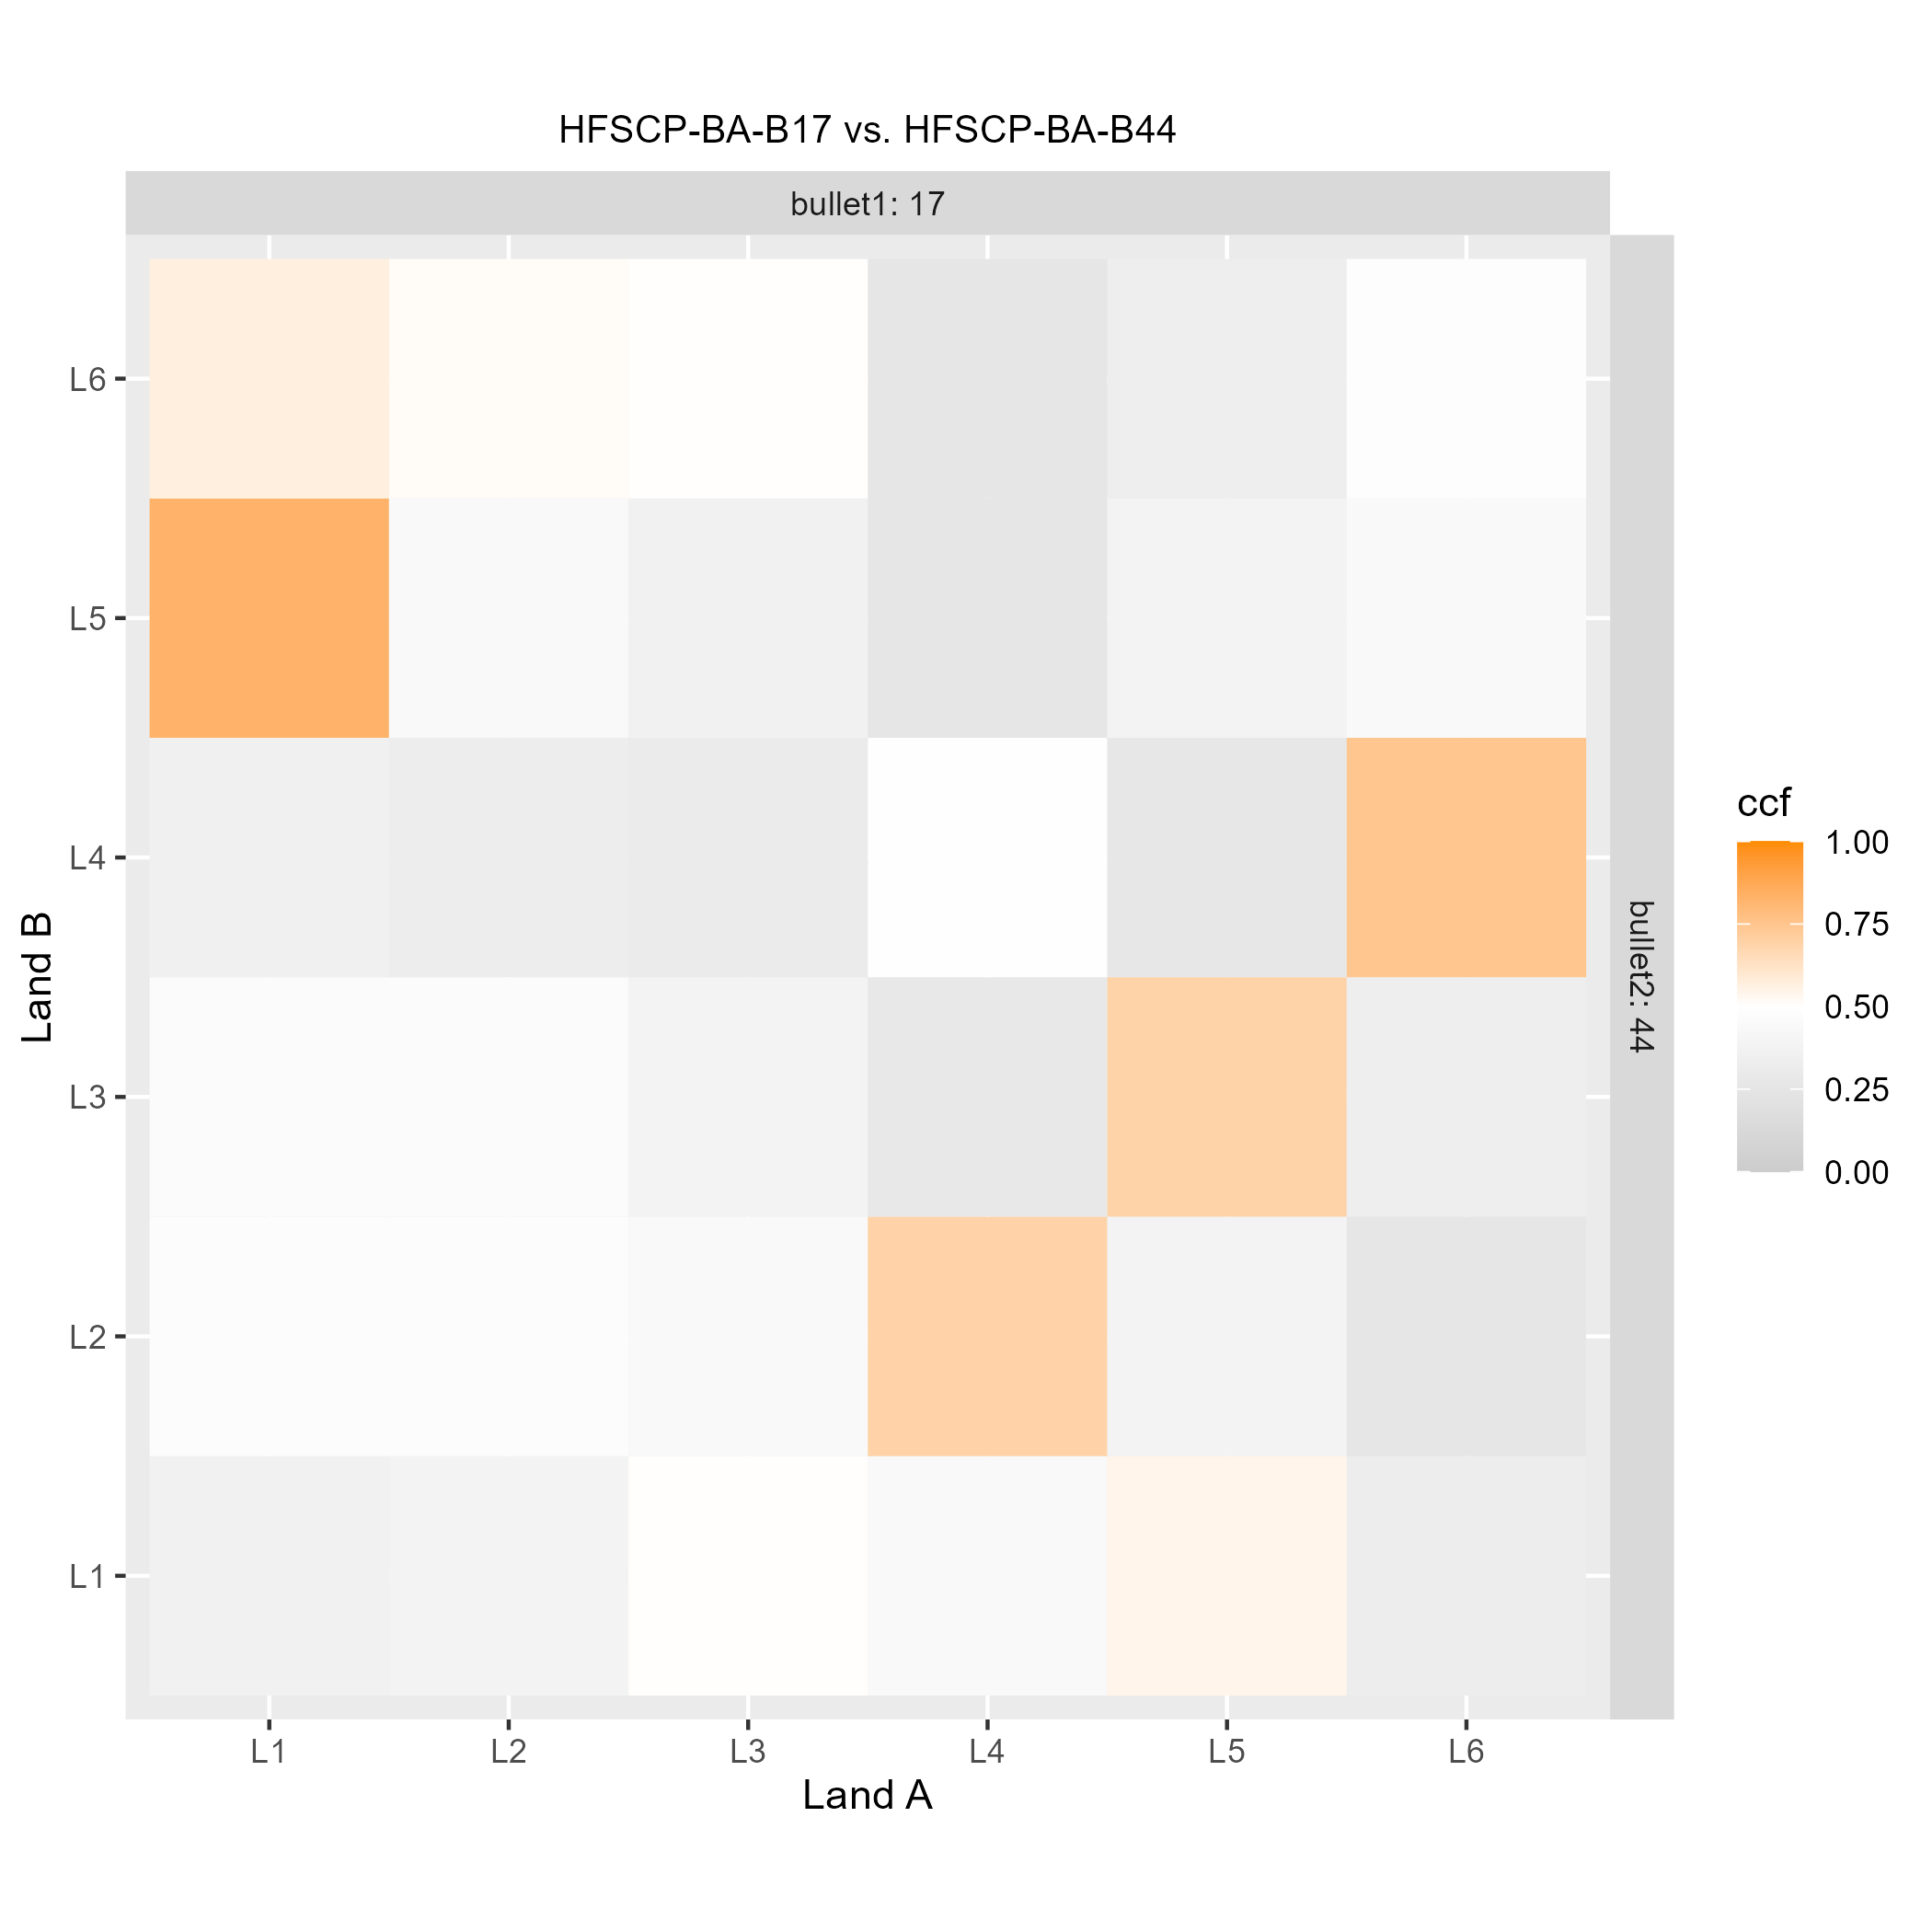 HFSCP-BA-B17 vs. HFSCP-BA-B44
bullet1: 17
L6
L5
L4
L3
L2
L1
Land B
bullet2: 44
ccf
1.00
0.75
0.50
0.25
0.00
L1 L2 L3 L4 L5 L6
Land A